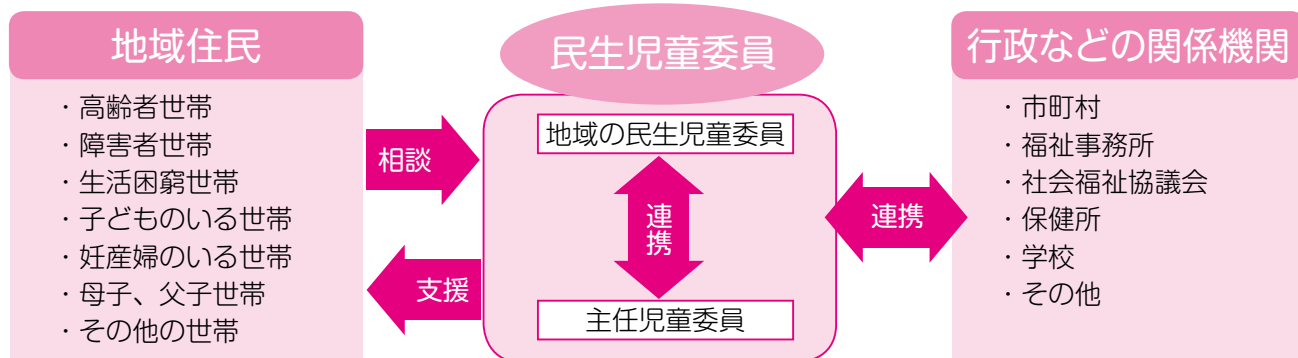 地域住民
・高齢者世帯
・障害者世帯
・生活困窮世帯
・子どものいる世帯
・妊産婦のいる世帯
・母子、父子世帯
・その他の世帯
相談
支援
民生児童委員
地域の民生児童委員
連携
主任児童委員
連携
行政などの関係機関
・市町村
・福祉事務所
・社会福祉協議会
・保健所
・学校
・その他